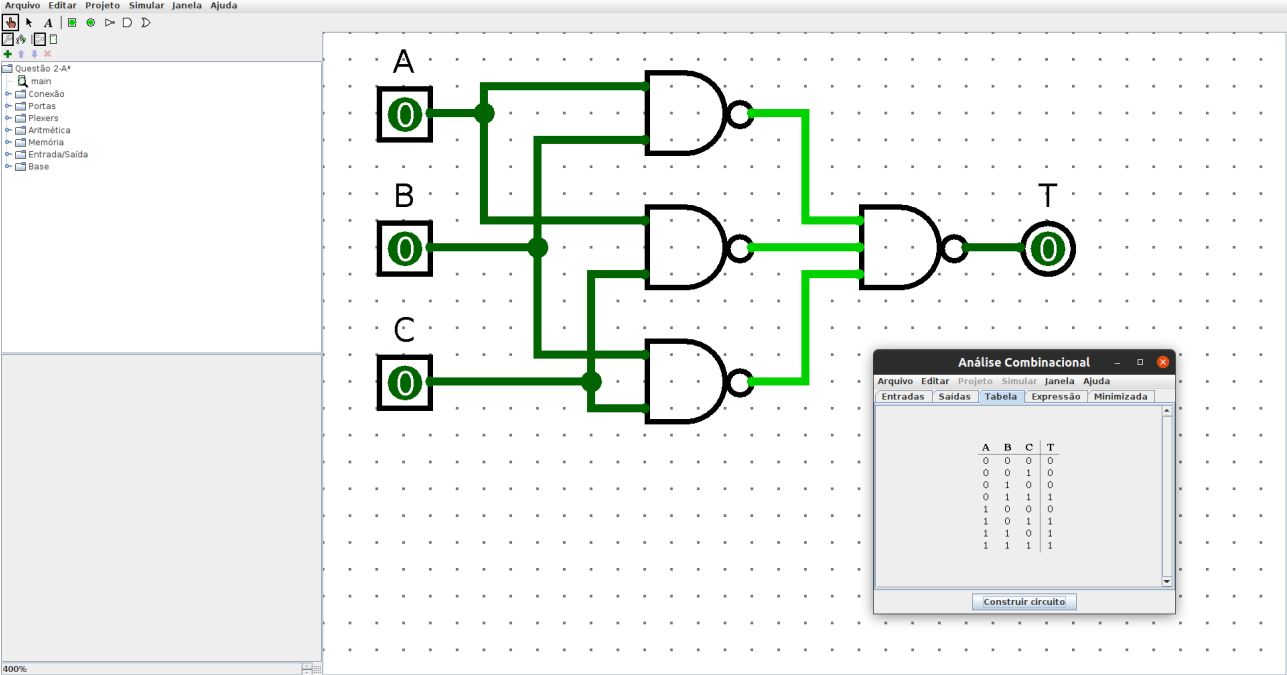 Arquivo Editar Projeto Simular Janela Ajuda
A
Questão 2-A*
main
Conexão
Portas
Plexers
Aritmética
Memória
Entrada/Saída
Base
400%
A
0
B
0
C
0
T
0
Análise Combinacional
Arquivo Editar Projeto Simular Janela Ajuda
Entradas Saídas Tabela Expressão Minimizada
A B C T
0 0 0 0
0 0 1 0
0 1 0 0
0 1 1 1
1 0 0 0
1 0 1 1
1 1 0 1
1 1 1 1
Construir circuito